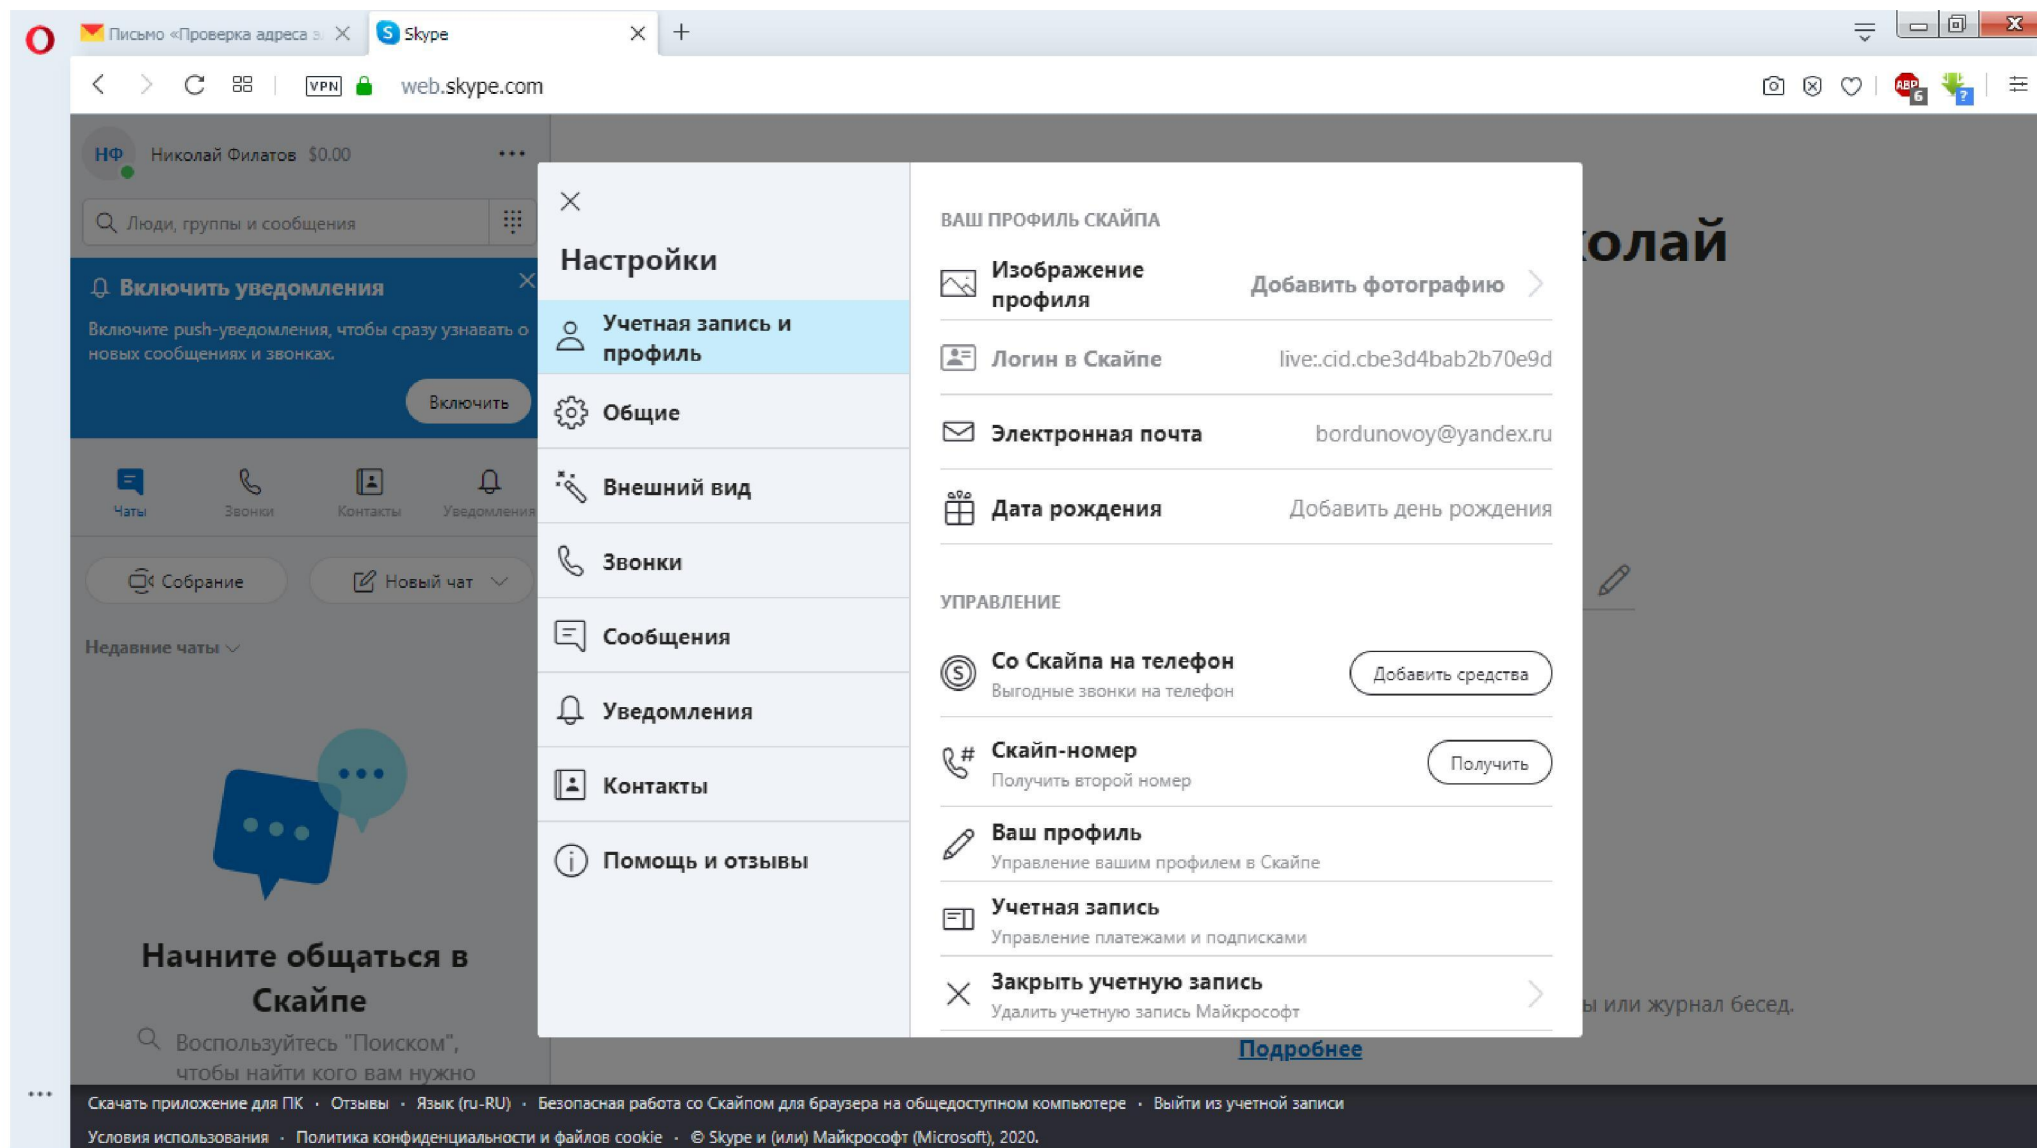 Письмо «Проверка адреса
Skype
VPN
web.skype.com
ABP
6
?
НФ
Николай Филатов $0.00
Люди, группы и сообщения
Включить уведомления
Включите push-уведомления, чтобы сразу узнавать о
новых сообщениях и звонках.
Включить
Чаты
Звонки
Контакты
Уведомления
Собрание
Новый чат
Недавние чаты
Начните общаться в
Скайпе
Воспользуйтесь "Поиском",
чтобы найти кого вам нужно
Настройки
Учетная запись и
профиль
Общие
Внешний вид
Звонки
Сообщения
Уведомления
Контакты
Помощь и отзывы
ВАШ ПРОФИЛЬ СКАЙПА
Изображение
профиля
Добавить фотографию
Логин в Скайпе
live:.cid.cbe3d4bab2b70e9d
Электронная почта
bordunovoy@yandex.ru
Дата рождения
Добавить день рождения
УПРАВЛЕНИЕ
Со Скайпа на телефон
Выгодные звонки на телефон
Добавить средства
Скайп-номер
Получить второй номер
Получить
Ваш профиль
Управление вашим профилем в Скайпе
Учетная запись
Управление платежами и подписками
Закрыть учетную запись
Удалить учетную запись Майкрософт
колай
ы или журнал бесед.
Подробнее
Скачать приложение для ПК · Отзывы · Язык (ru-RU) · Безопасная работа со Скайпом для браузера на общедоступном компьютере · Выйти из учетной записи
Условия использования · Политика конфиденциальности и файлов cookie · © Skype и (или) Майкрософт (Microsoft), 2020.